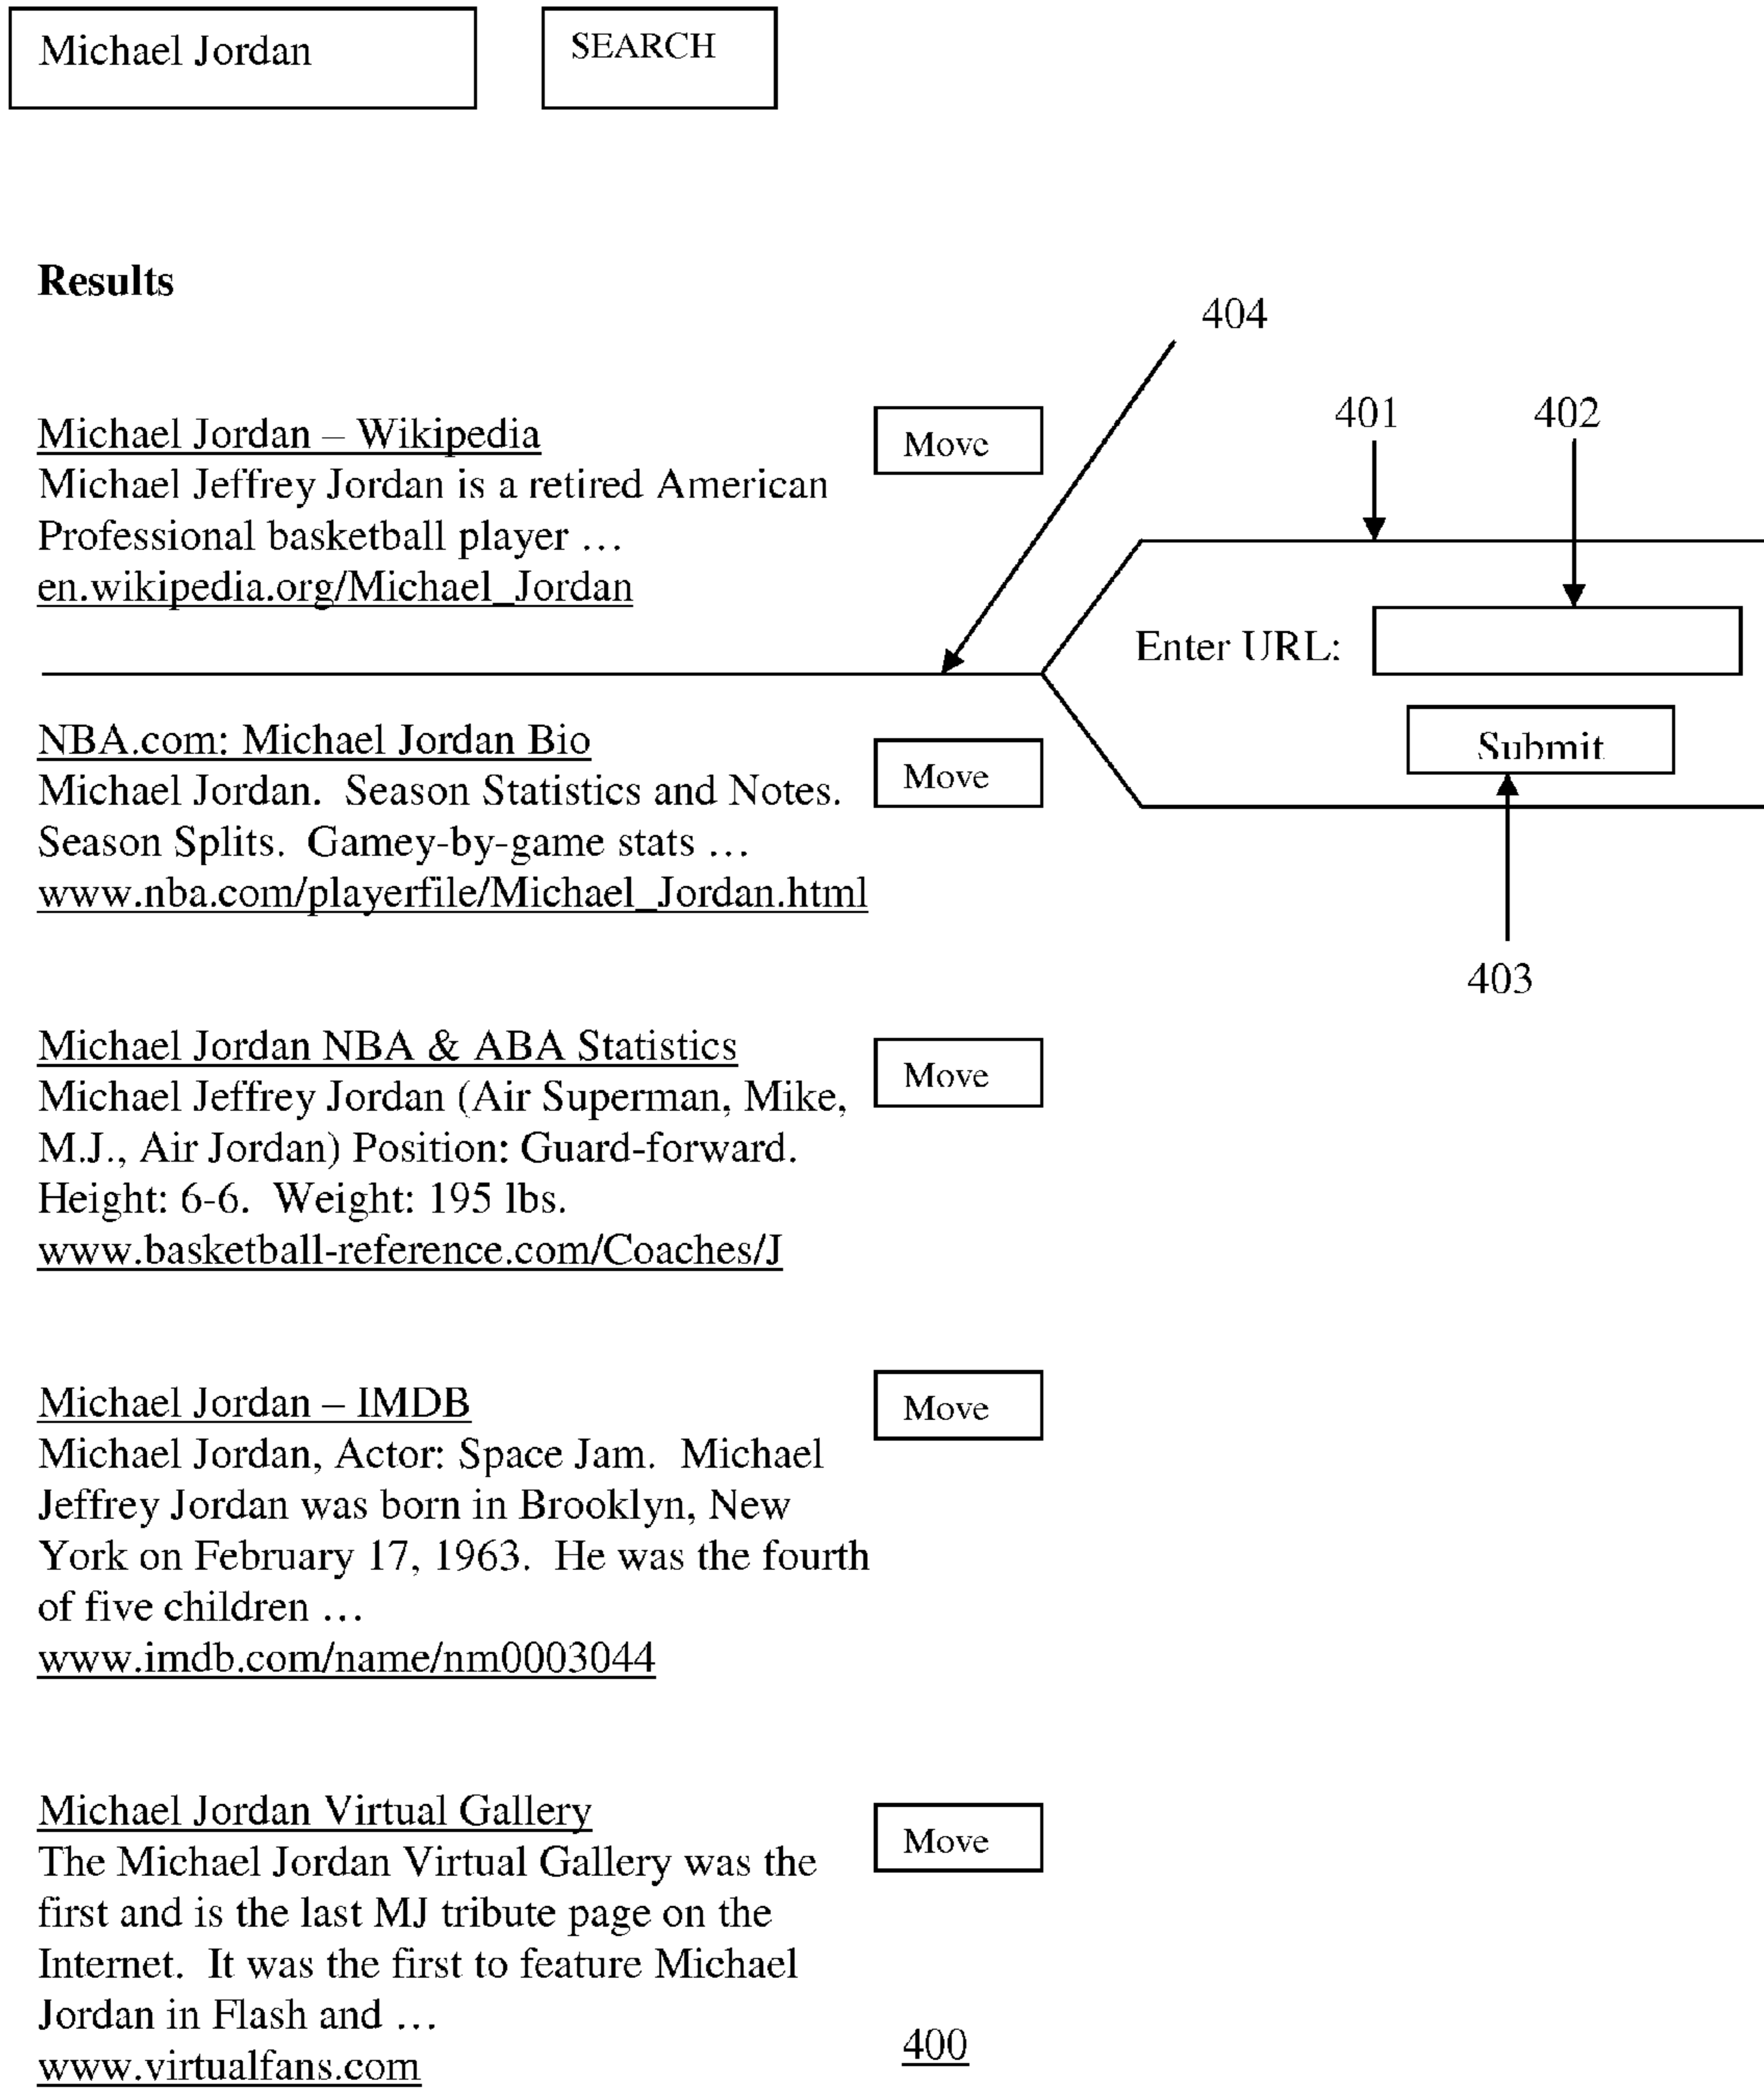 Michael Jordan
SEARCH
Results
404
401
402
Michael Jordan – Wikipedia
Move
Michael Jeffrey Jordan is a retired American
Professional basketball player …
en.wikipedia.org/Michael_Jordan
Enter URL:
Submit
NBA.com: Michael Jordan Bio
Move
Michael Jordan.  Season Statistics and Notes.
Season Splits.  Gamey-by-game stats …
www.nba.com/playerfile/Michael_Jordan.html
403
Michael Jordan NBA & ABA Statistics
Move
Michael Jeffrey Jordan (Air Superman, Mike,
M.J., Air Jordan) Position: Guard-forward.
Height: 6-6.  Weight: 195 lbs.
www.basketball-reference.com/Coaches/J
Michael Jordan – IMDB
Move
Michael Jordan, Actor: Space Jam.  Michael
Jeffrey Jordan was born in Brooklyn, New
York on February 17, 1963.  He was the fourth
of five children …
www.imdb.com/name/nm0003044
Michael Jordan Virtual Gallery
Move
The Michael Jordan Virtual Gallery was the
first and is the last MJ tribute page on the
Internet.  It was the first to feature Michael
Jordan in Flash and …
www.virtualfans.com
400